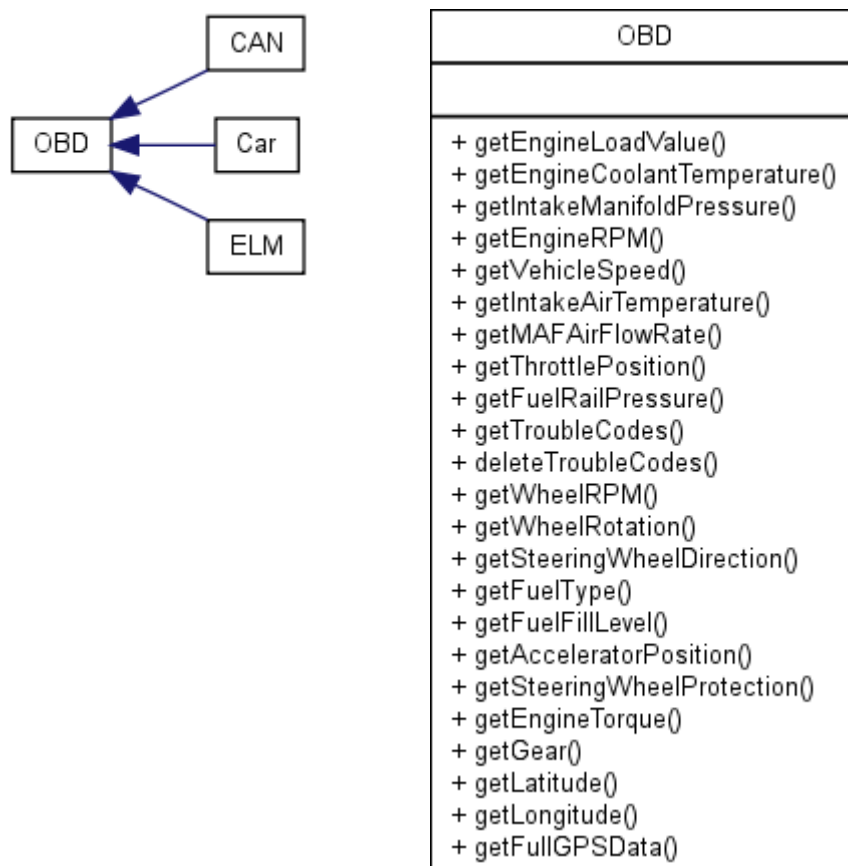 CAN
OBD
Car
ELM
OBD
+ getEngineLoadValue()
+ getEngineCoolantTemperature()
+ getIntakeManifoldPressure()
+ getEngineRPM()
+ getVehicleSpeed()
+ getIntakeAirTemperature()
+ getMAFAirFlowRate()
+ getThrottlePosition()
+ getFuelRailPressure()
+ getTroubleCodes()
+ deleteTroubleCodes()
+ getWheelRPM()
+ getWheelRotation()
+ getSteeringWheelDirection()
+ getFuelType()
+ getFuelFillLevel()
+ getAcceleratorPosition()
+ getSteeringWheelProtection()
+ getEngineTorque()
+ getGear()
+ getLatitude()
+ getLongitude()
+ getFullGPSData()